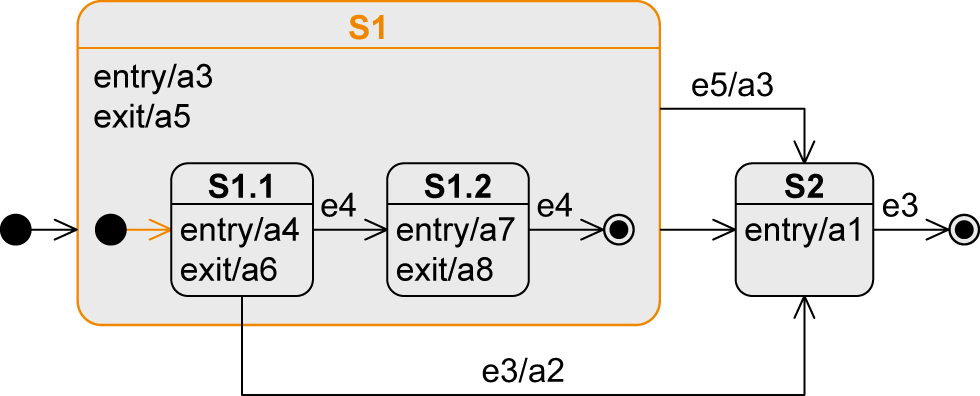 S1
entry/a3
exit/a5
e5/a3
S1.1
entry/a4
exit/a6
e4
S1.2
entry/a7
exit/a8
e4
S2
entry/a1
e3
e3/a2